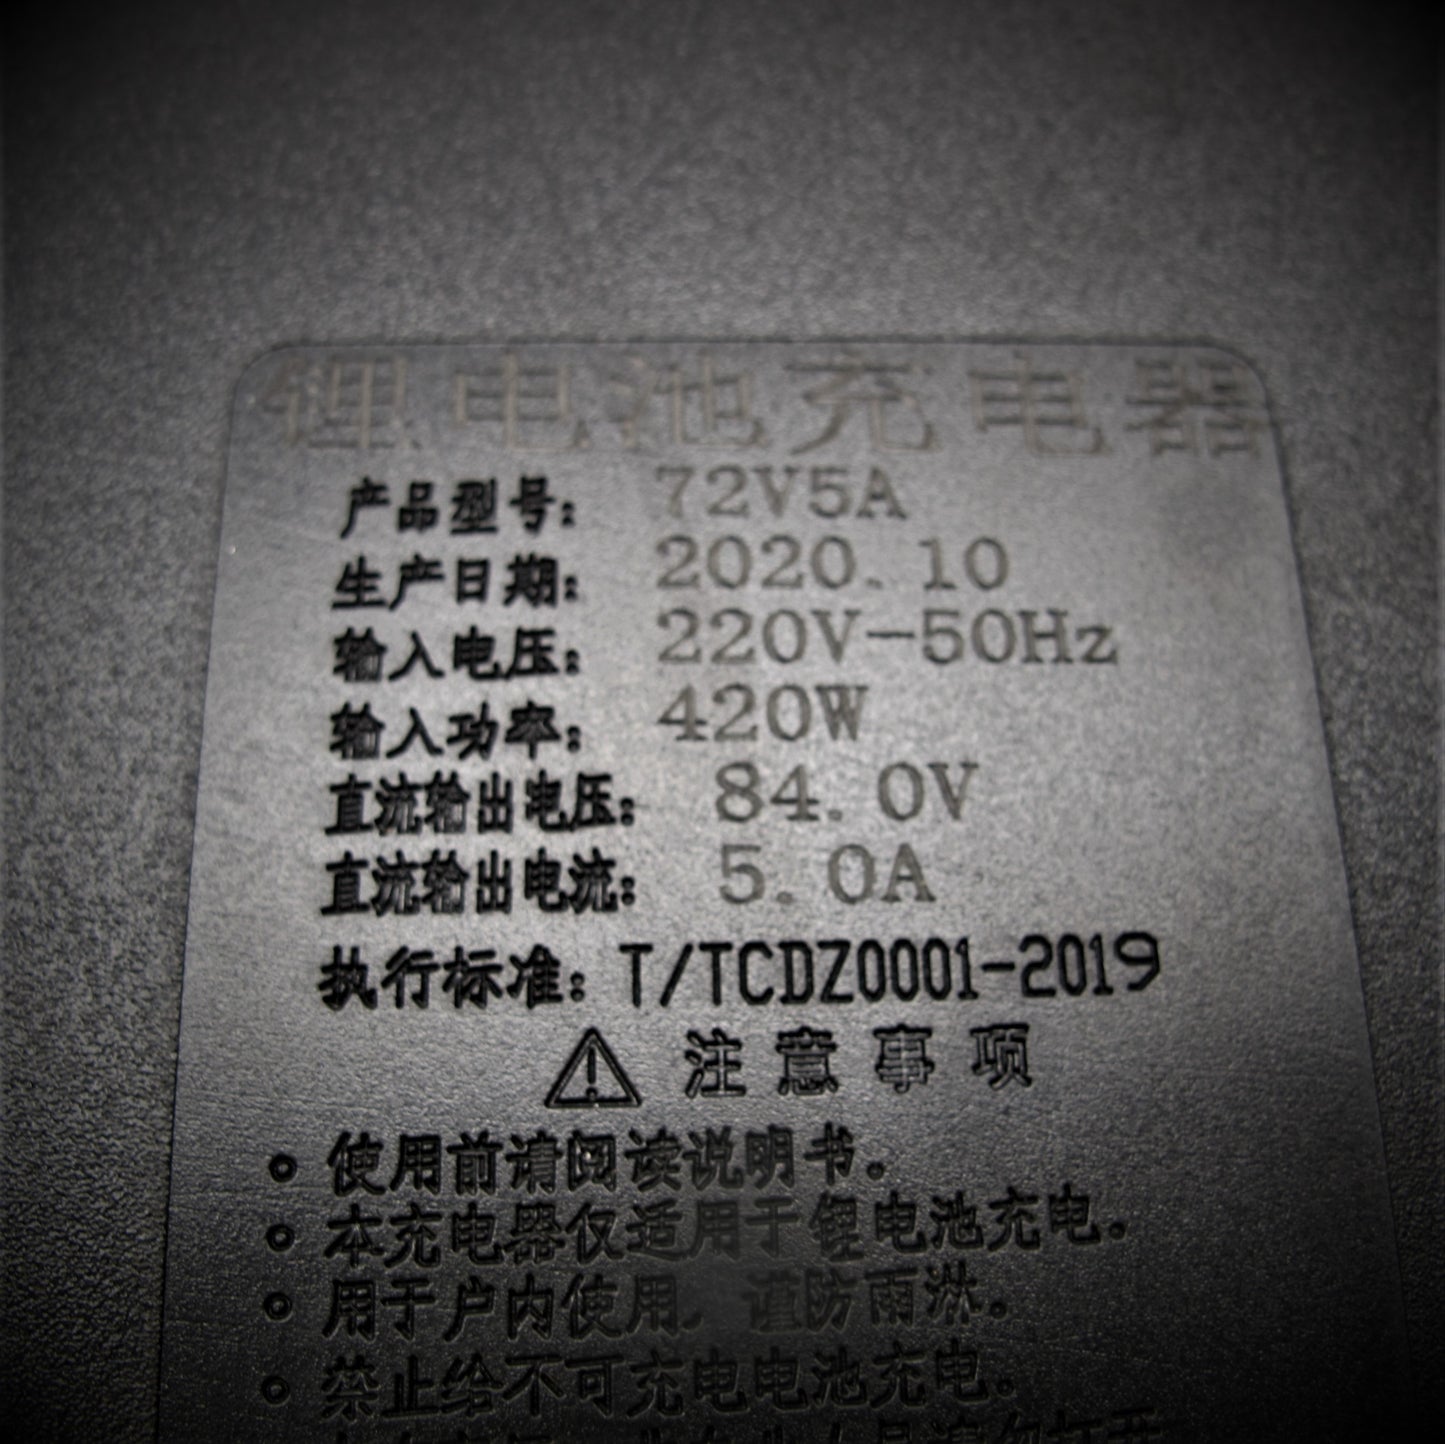 锂电池充电器
产品型号: 72V5A
生产日期: 2020.10
输入电压: 220V-50Hz
输入功率: 420W
直流输出电压: 84.0V
直流输出电流: 5.0A
执行标准: T/TCDZ0001-2019
注意事项
使用前请阅读说明书。
本充电器仅适用于锂电池充电。
用于户内使用,谨防雨淋。
禁止给不可充电电池充电。